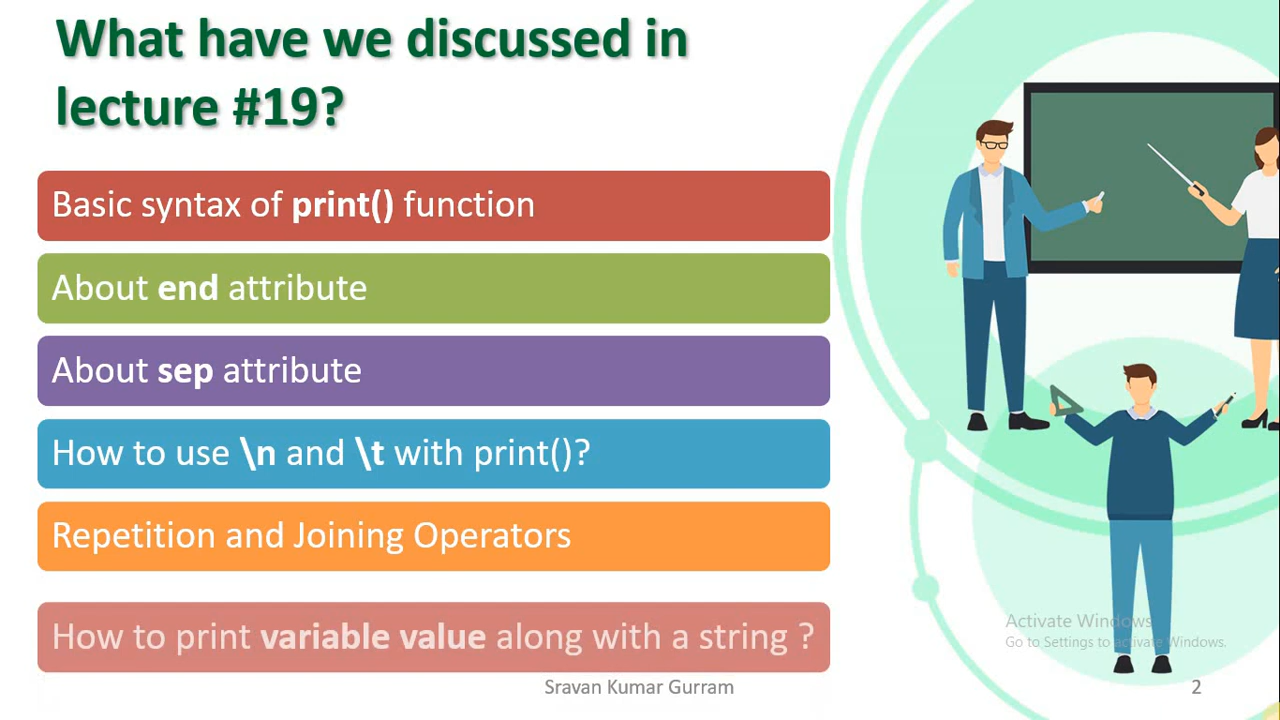 What have we discussed in
lecture #19?
Basic syntax of print() function
About end attribute
About sep attribute
How to use \n and \t with print()?
Repetition and Joining Operators
How to print variable value along with a string ?
Activate Windows
Go to Settings to activate Windows.
Sravan Kumar Gurram
2